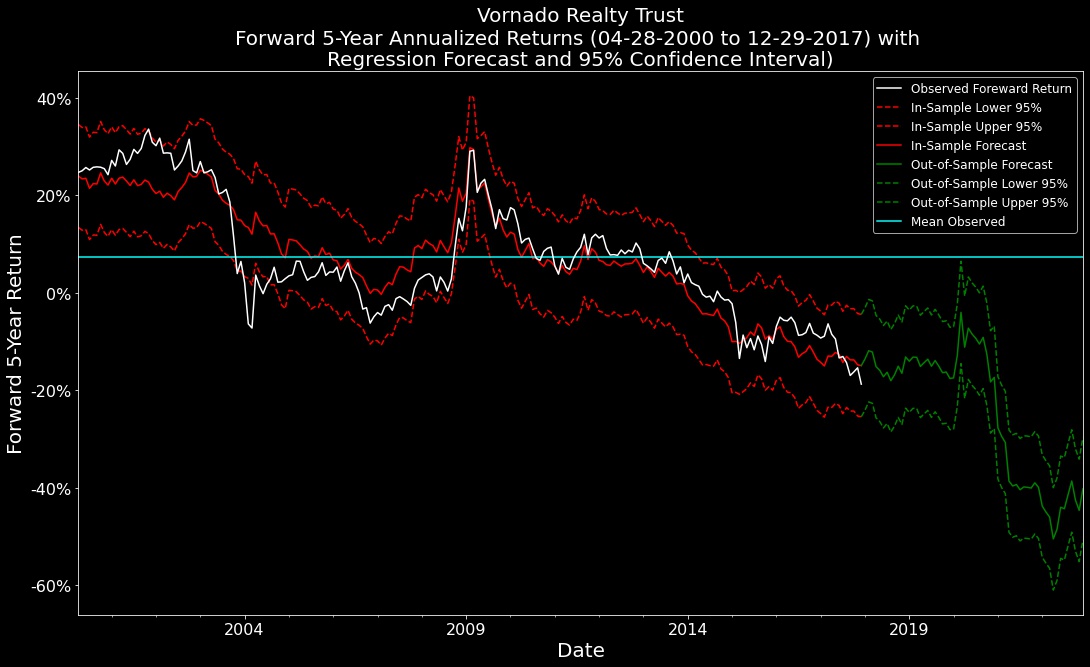 Vornado Realty Trust
Forward 5-Year Annualized Returns (04-28-2000 to 12-29-2017) with
Regression Forecast and 95% Confidence Interval)
Observed Foreward Return
In-Sample Lower 95%
In-Sample Upper 95%
In-Sample Forecast
Out-of-Sample Forecast
Out-of-Sample Lower 95%
Out-of-Sample Upper 95%
Mean Observed
Forward 5-Year Return
40%
20%
0%
-20%
-40%
-60%
2004
2009
2014
2019
Date